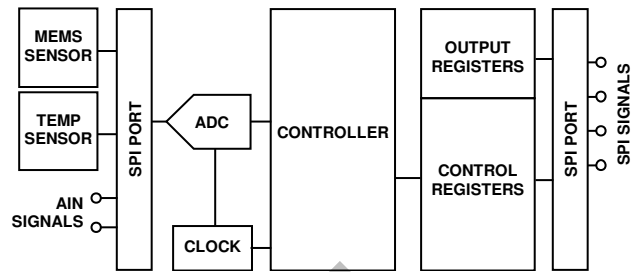 MEMS
SENSOR
TEMP
SENSOR
AIN
SIGNALS
SPI PORT
ADC
CLOCK
CONTROLLER
OUTPUT
REGISTERS
CONTROL
REGISTERS
SPI PORT
SPI SIGNALS